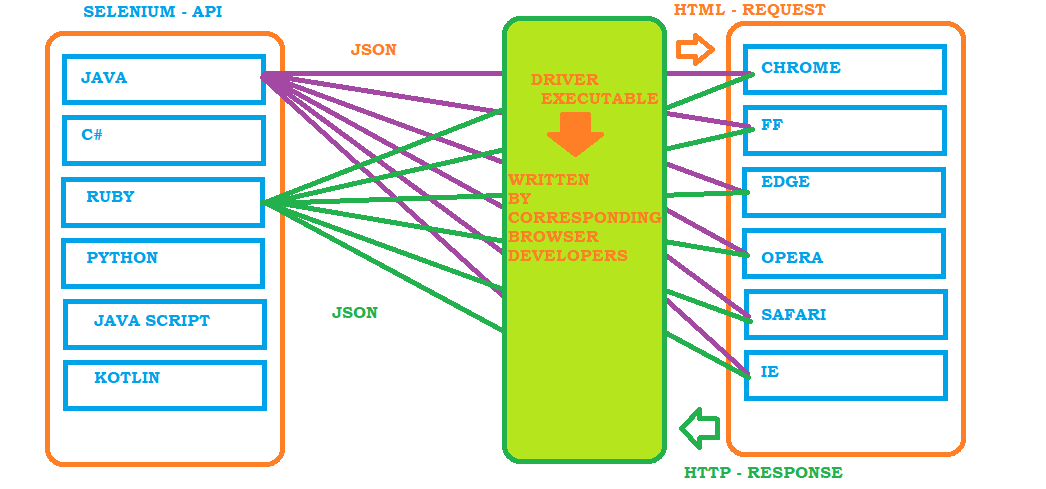 SELENIUM - API
JAVA
C#
RUBY
PYTHON
JAVA SCRIPT
KOTLIN
JSON
JSON
DRIVER
EXECUTABLE
WRITTEN
BY
CORRESPONDING
BROWSER
DEVELOPERS
HTML - REQUEST
CHROME
FF
EDGE
OPERA
SAFARI
IE
HTTP - RESPONSE